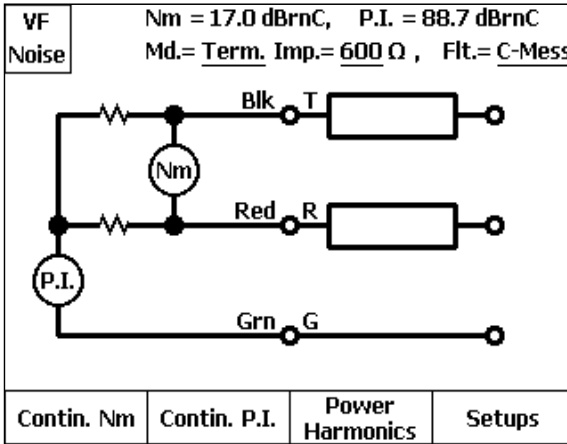 VF
Noise
Nm = 17.0 dBrnC, P.I. = 88.7 dBrnC
Md.= Term. Imp.= 600 Ω , Flt.= C-Mess
Blk T
Nm
Red R
P.I.
Grn G
Contin. Nm
Contin. P.I.
Power
Harmonics
Setups